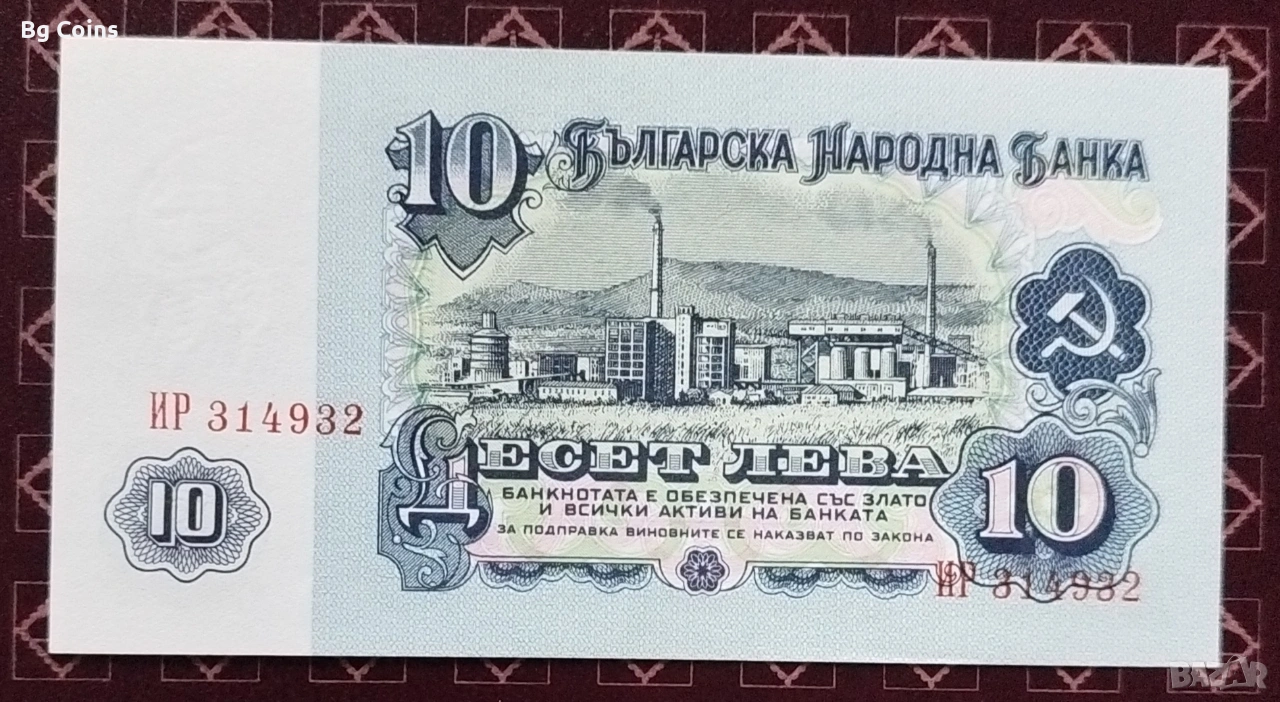 Bg Coins
10 БЪЛГАРСКА НАРОДНА БАНКА
ИР 314932
ДЕСЕТ ЛЕВА
БАНКНОТАТА Е ОБЕЗПЕЧЕНА СЪС ЗЛАТО
И ВСИЧКИ АКТИВИ НА БАНКАТА
ЗА ПОДПРАВКА ВИНОВНИТЕ СЕ НАКАЗВАТ ПО ЗАКОНА
10
10
ИР 314932
BAZAR